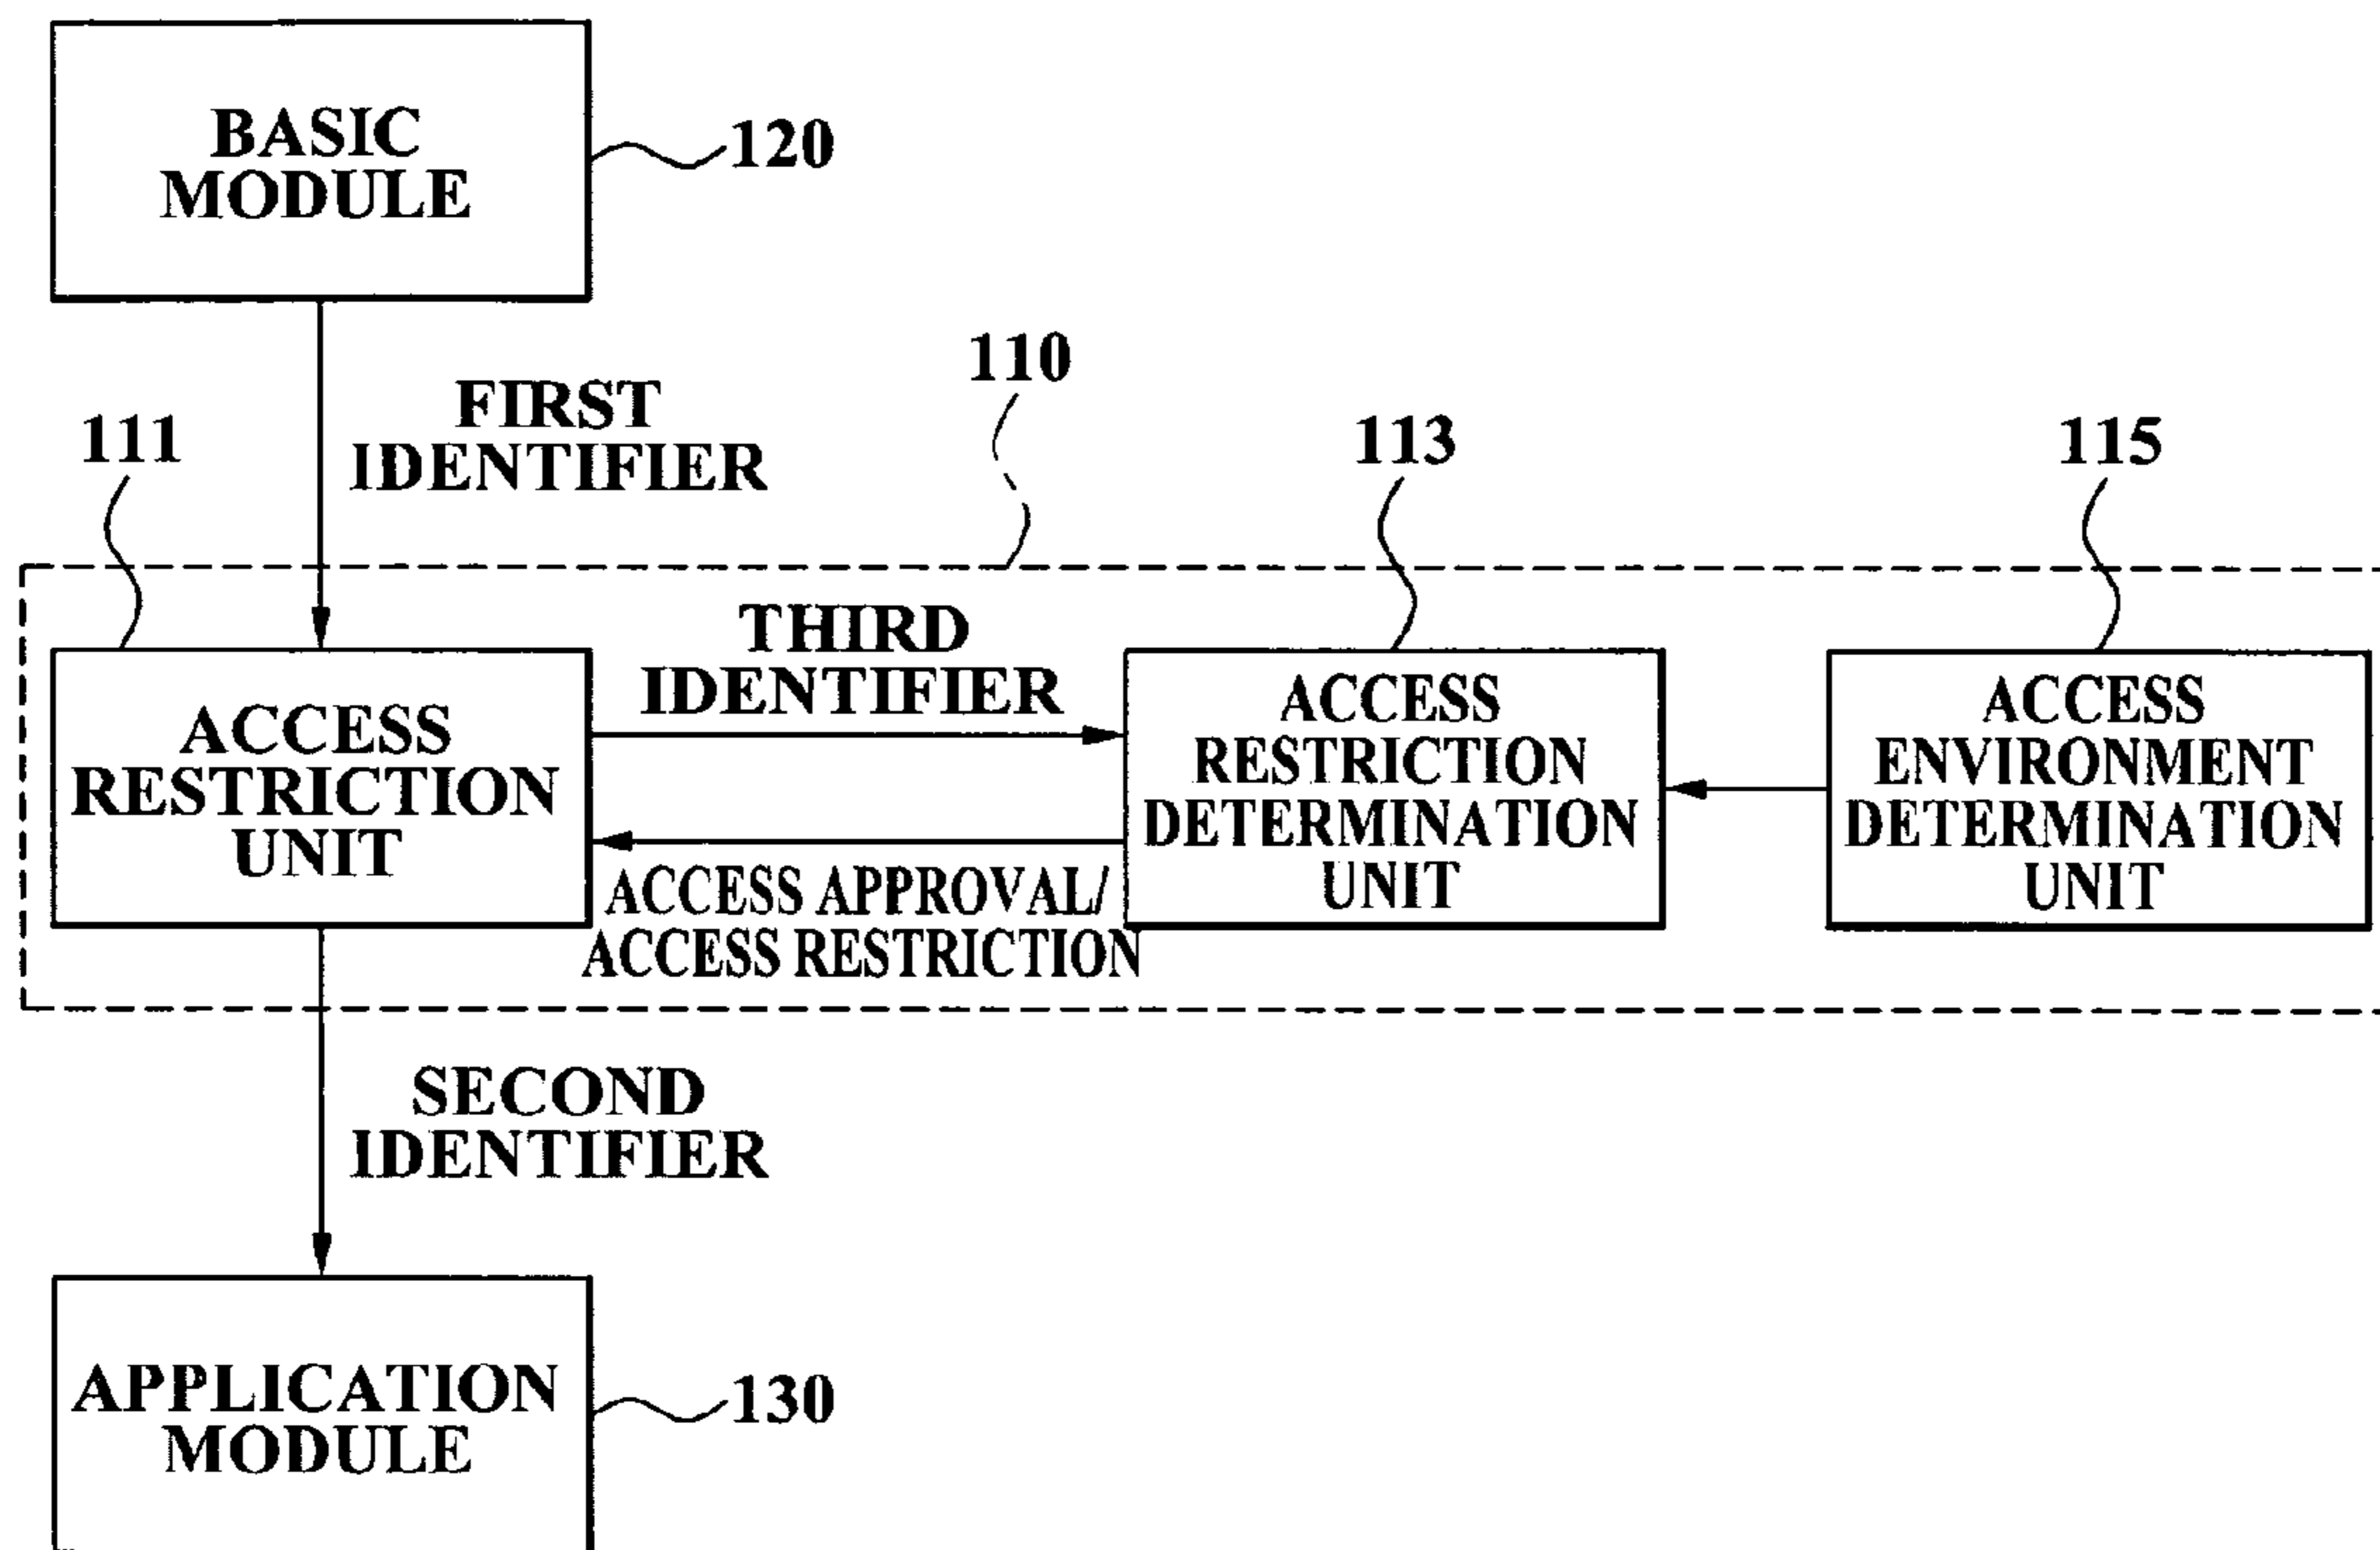 BASIC
MODULE
120
FIRST
IDENTIFIER
110
111
113
115
THIRD
IDENTIFIER
ACCESS
RESTRICTION
UNIT
ACCESS APPROVAL/
ACCESS RESTRICTION
ACCESS
RESTRICTION
DETERMINATION
UNIT
ACCESS
ENVIRONMENT
DETERMINATION
UNIT
SECOND
IDENTIFIER
APPLICATION
MODULE
130